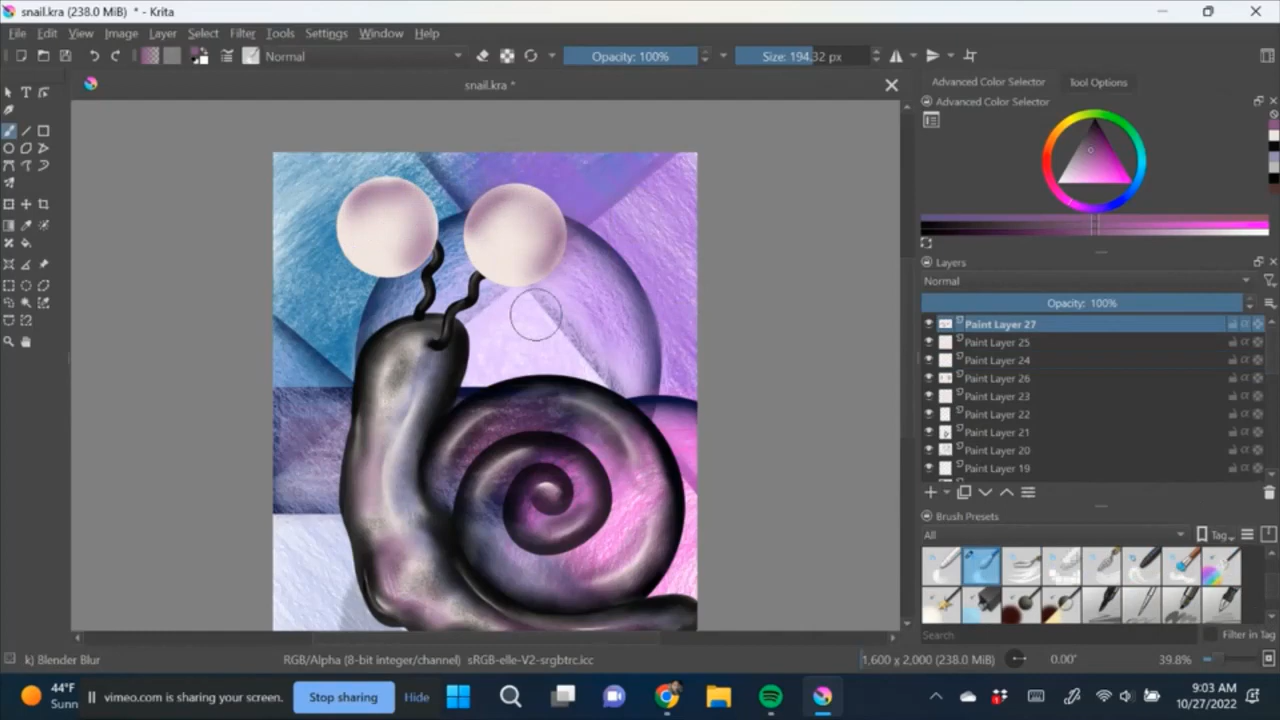 snail.kra (238.0 MiB) * - Krita
File Edit View Image Layer Select Filter Tools Settings Window Help
Normal Opacity: 100% Size: 194.32 px
snail.kra *
Advanced Color Selector Tool Options
Advanced Color Selector
Layers
Normal
Opacity: 100%
Paint Layer 27
Paint Layer 25
Paint Layer 24
Paint Layer 26
Paint Layer 23
Paint Layer 22
Paint Layer 21
Paint Layer 20
Paint Layer 19
Brush Presets
All Tag
Search Filter in Tag
k) Blender Blur RGB/Alpha (8-bit integer/channel) sRGB-elle-V2-srgbtrc.icc 1,600 x 2,000 (238.0 MiB) 0.00° 39.8%
44°F
Sunn
vimeo.com is sharing your screen. Stop sharing Hide
9:03 AM
10/27/2022